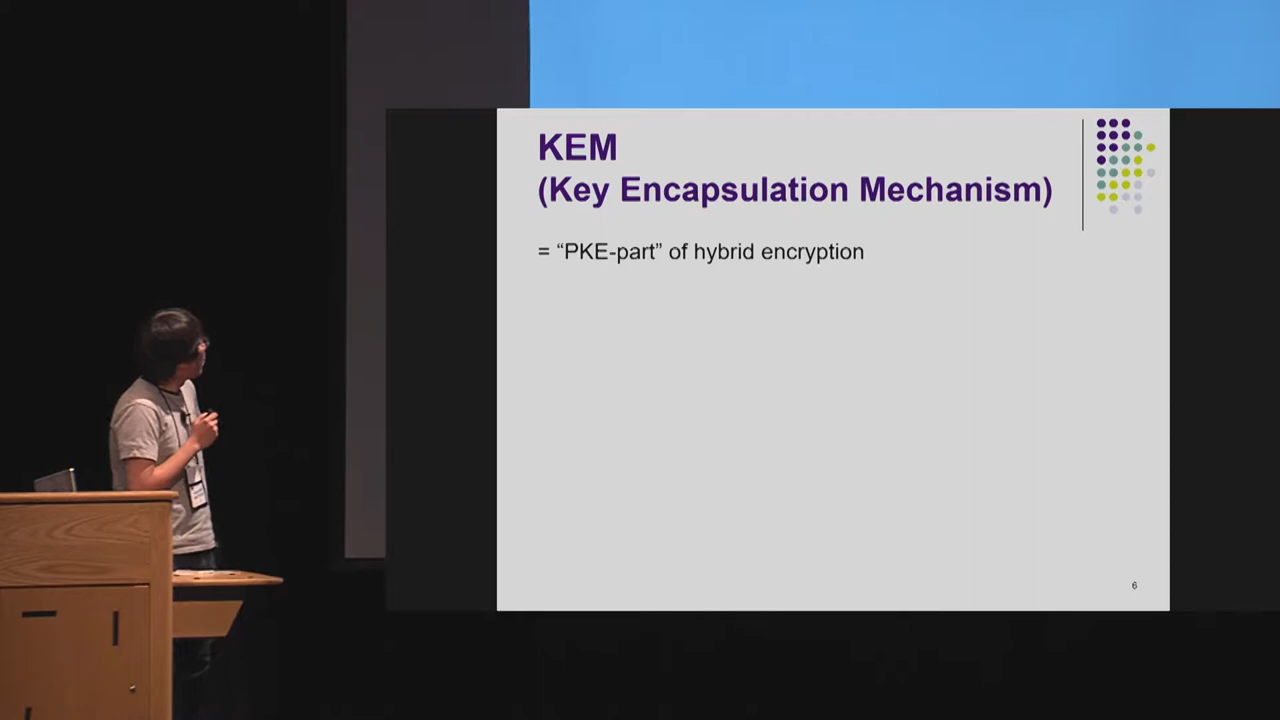 KEM
(Key Encapsulation Mechanism)
= “PKE-part” of hybrid encryption
6